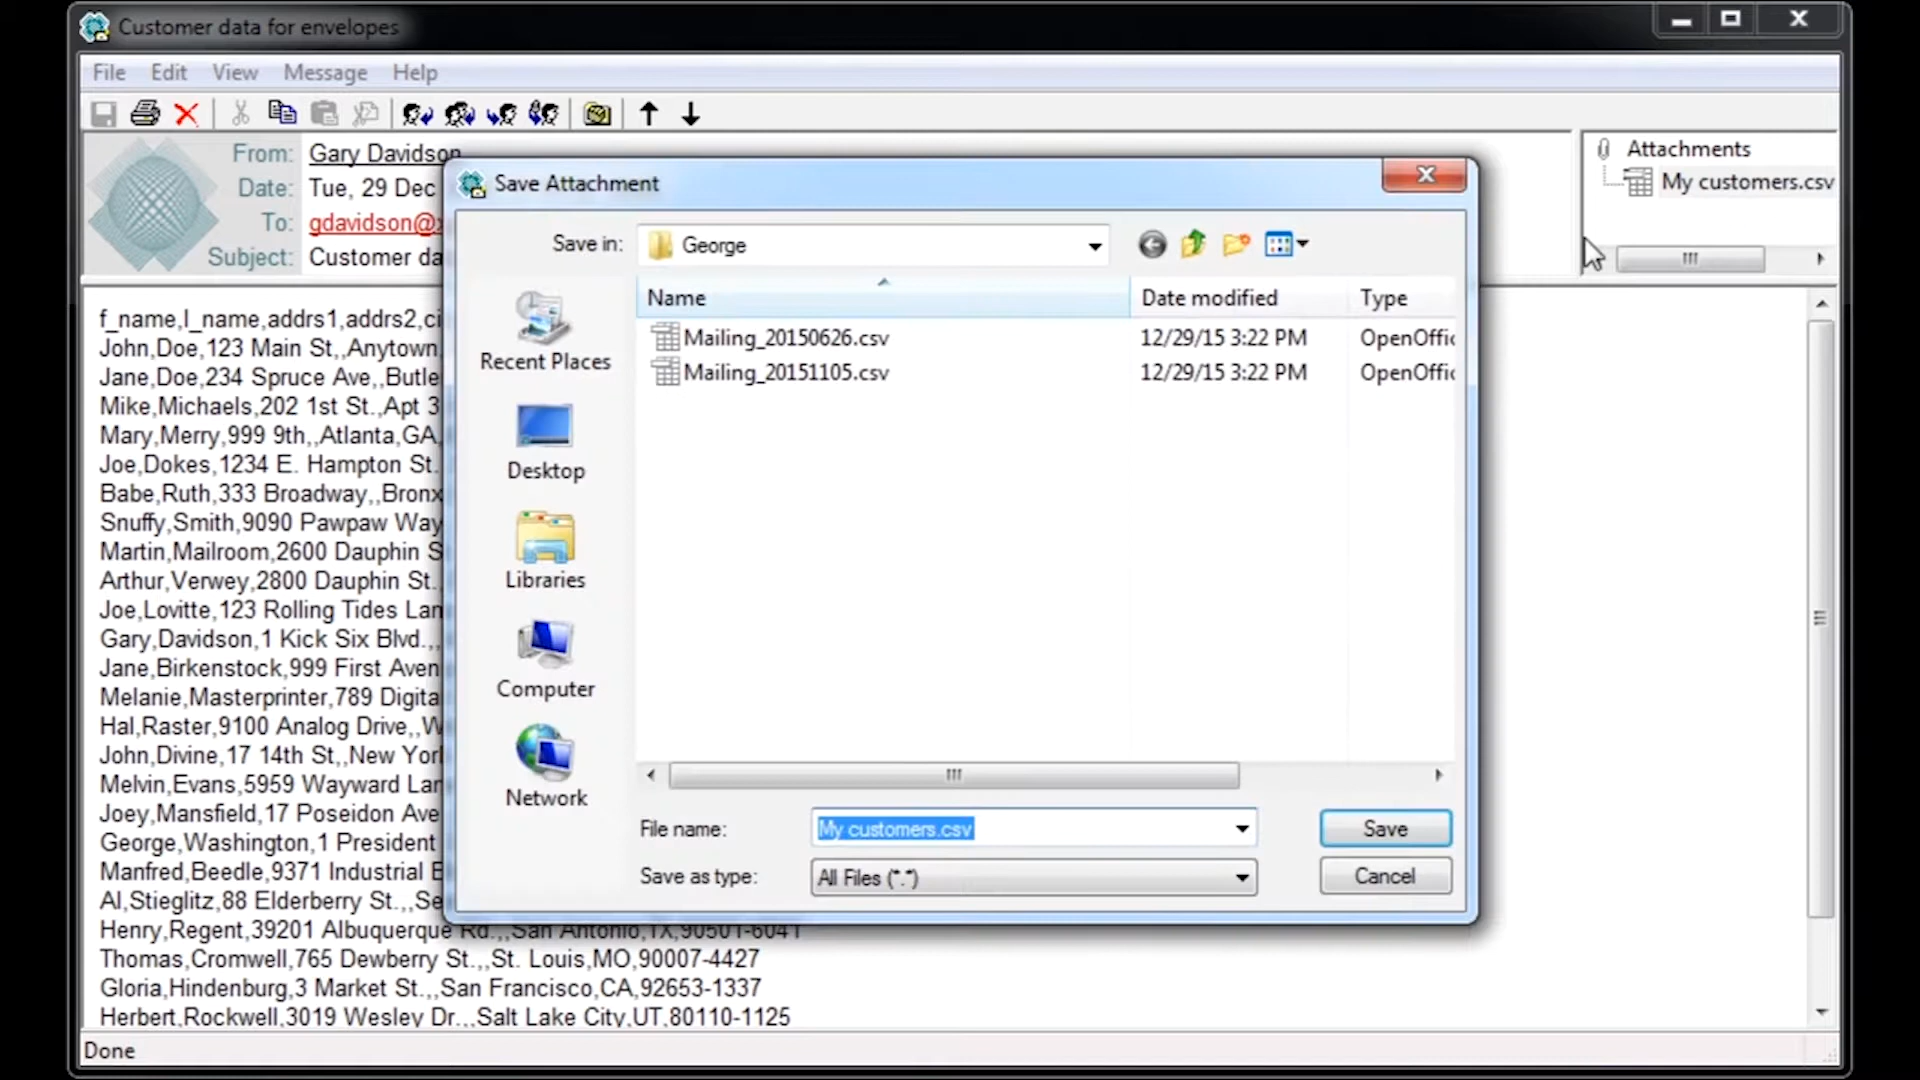 Customer data for envelopes
File Edit View Message Help
From: Gary Davidson
Date: Tue, 29 Dec
To: gdavidson@
Subject: Customer da
Attachments
My customers.csv
Save Attachment
Save in: George
Name Date modified Type
Mailing_20150626.csv 12/29/15 3:22 PM OpenOffic
Mailing_20151105.csv 12/29/15 3:22 PM OpenOffic
Recent Places
Desktop
Libraries
Computer
Network
File name: My customers.csv Save
Save as type: All Files (*.*) Cancel
f_name,l_name,addrs1,addrs2,ci
John,Doe,123 Main St,,Anytown,
Jane,Doe,234 Spruce Ave,,Butle
Mike,Michaels,202 1st St.,Apt 3
Mary,Merry,999 9th,,Atlanta,GA,
Joe,Dokes,1234 E. Hampton St.
Babe,Ruth,333 Broadway,,Bronx
Snuffy,Smith,9090 Pawpaw Way
Martin,Mailroom,2600 Dauphin S
Arthur,Verwey,2800 Dauphin St.
Joe,Lovitte,123 Rolling Tides Lan
Gary,Davidson,1 Kick Six Blvd.,,
Jane,Birkenstock,999 First Aven
Melanie,Masterprinter,789 Digita
Hal,Raster,9100 Analog Drive,,W
John,Divine,17 14th St,,New York
Melvin,Evans,5959 Wayward Lan
Joey,Mansfield,17 Poseidon Ave
George,Washington,1 President
Manfred,Beedle,9371 Industrial B
Al,Stieglitz,88 Elderberry St.,,Se
Henry,Regent,39201 Albuquerque Rd.,,San Antonio,TX,90501-6041
Thomas,Cromwell,765 Dewberry St.,,St. Louis,MO,90007-4427
Gloria,Hindenburg,3 Market St.,,San Francisco,CA,92653-1337
Herbert,Rockwell,3019 Wesley Dr.,,Salt Lake City,UT,80110-1125
Done